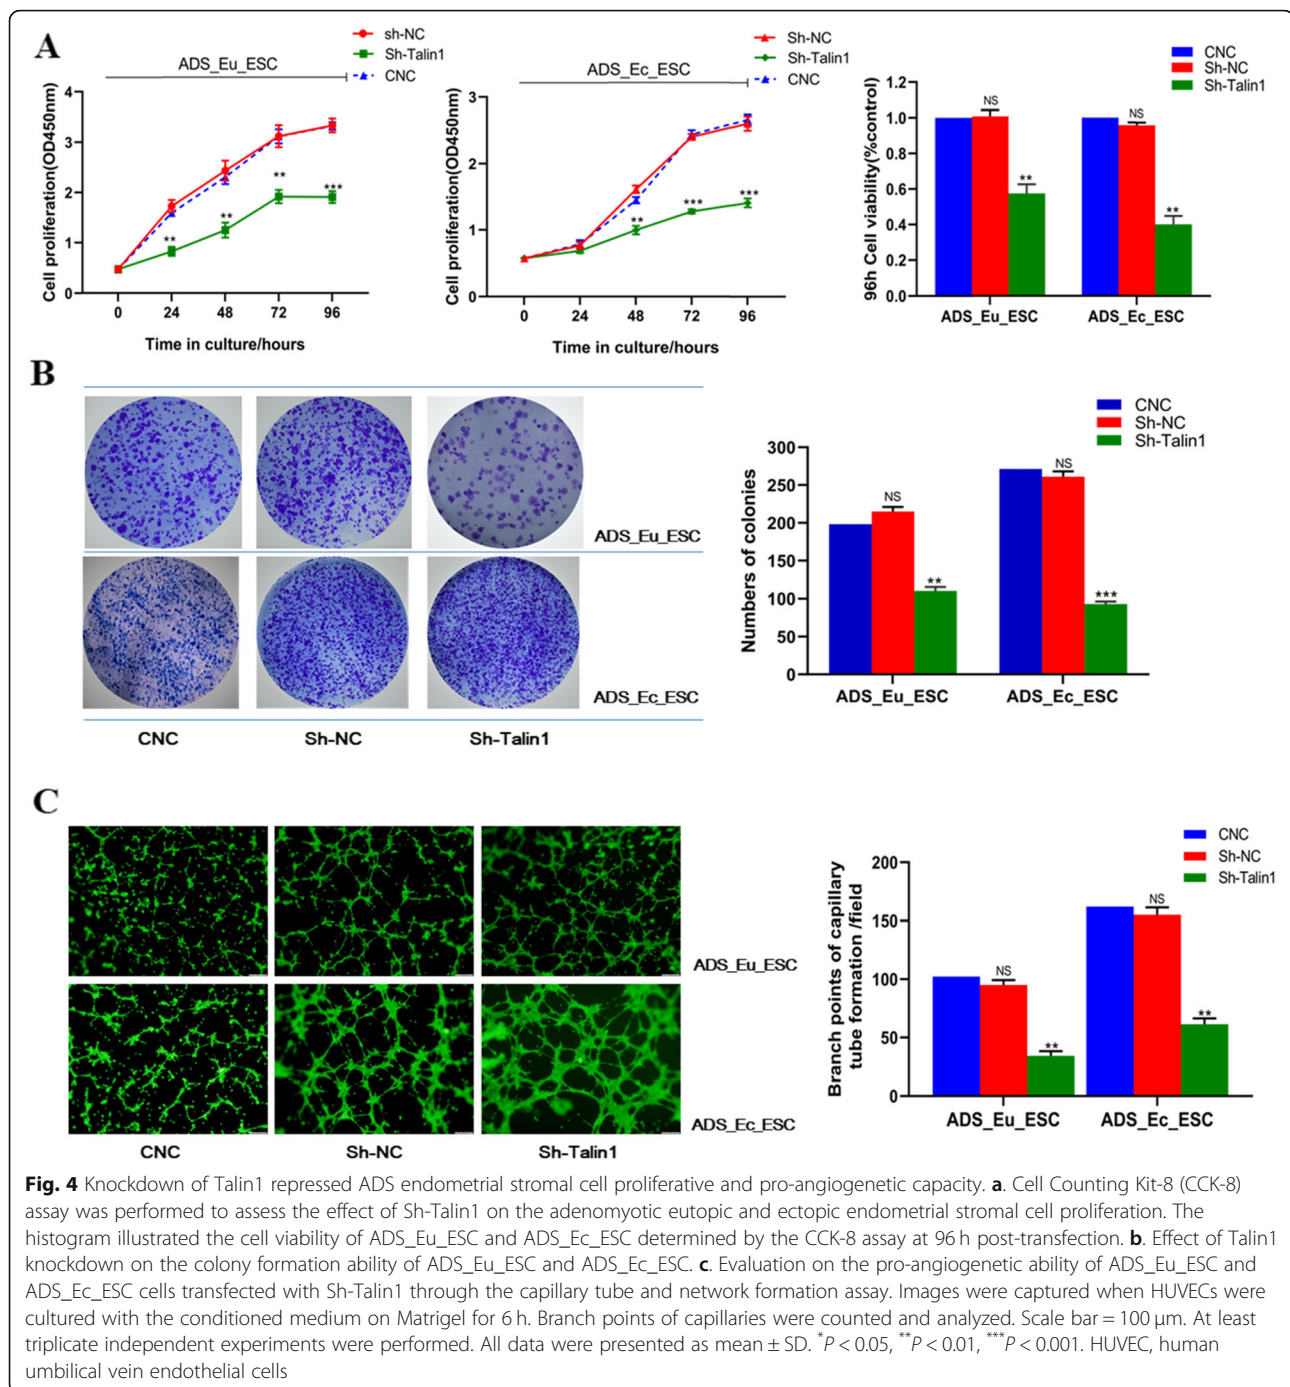 A
sh-NC
Sh-Talin1
CNC
ADS_Eu_ESC
Cell proliferation(OD450nm)
4
3
2
1
0
**
**
**
***
0 24 48 72 96
Time in culture/hours
Sh-NC
Sh-Talin1
CNC
ADS_Ec_ESC
Cell proliferation(OD450nm)
3
2
1
0
**
***
***
0 24 48 72 96
Time in culture/hours
CNC
Sh-NC
Sh-Talin1
96h Cell viability(%control)
1.2
1.0
0.8
0.6
0.4
0.2
0.0
NS
**
NS
**
ADS_Eu_ESC ADS_Ec_ESC
B
ADS_Eu_ESC
ADS_Ec_ESC
CNC Sh-NC Sh-Talin1
CNC
Sh-NC
Sh-Talin1
Numbers of colonies
300
250
200
150
100
50
0
NS
**
NS
***
ADS_Eu_ESC ADS_Ec_ESC
C
ADS_Eu_ESC
ADS_Ec_ESC
CNC Sh-NC Sh-Talin1
CNC
Sh-NC
Sh-Talin1
Branch points of capillary
tube formation /field
200
150
100
50
0
NS
**
NS
**
ADS_Eu_ESC ADS_Ec_ESC
Fig. 4 Knockdown of Talin1 repressed ADS endometrial stromal cell proliferative and pro-angiogenetic capacity. a. Cell Counting Kit-8 (CCK-8)
assay was performed to assess the effect of Sh-Talin1 on the adenomyotic eutopic and ectopic endometrial stromal cell proliferation. The
histogram illustrated the cell viability of ADS_Eu_ESC and ADS_Ec_ESC determined by the CCK-8 assay at 96 h post-transfection. b. Effect of Talin1
knockdown on the colony formation ability of ADS_Eu_ESC and ADS_Ec_ESC. c. Evaluation on the pro-angiogenetic ability of ADS_Eu_ESC and
ADS_Ec_ESC cells transfected with Sh-Talin1 through the capillary tube and network formation assay. Images were captured when HUVECs were
cultured with the conditioned medium on Matrigel for 6 h. Branch points of capillaries were counted and analyzed. Scale bar = 100 μm. At least
triplicate independent experiments were performed. All data were presented as mean ± SD. *P < 0.05, **P < 0.01, ***P < 0.001. HUVEC, human
umbilical vein endothelial cells